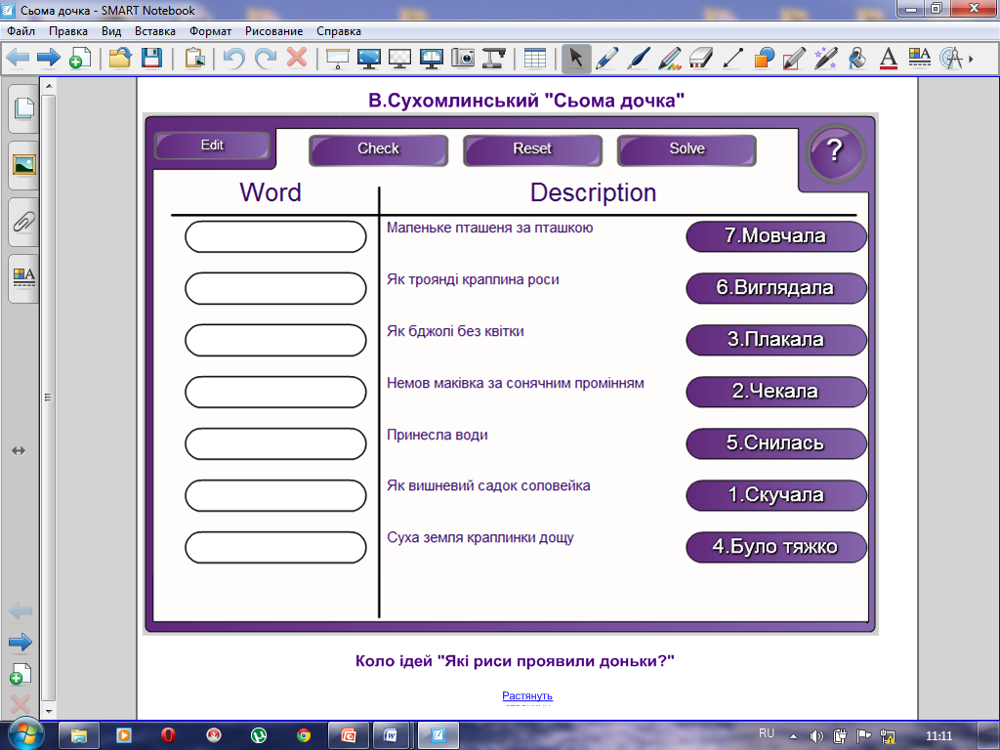 Сьома дочка - SMART Notebook
Файл Правка Вид Вставка Формат Рисование Справка
В.Сухомлинський "Сьома дочка"
Edit Check Reset Solve ?
Word Description
Маленьке пташеня за пташкою 7.Мовчала
Як троянді краплина роси 6.Виглядала
Як бджолі без квітки 3.Плакала
Немов маківка за сонячним промінням 2.Чекала
Принесла води 5.Снилась
Як вишневий садок соловейка 1.Скучала
Суха земля краплинки дощу 4.Було тяжко
Коло ідей "Які риси проявили доньки?"
Растянуть
RU 11:11